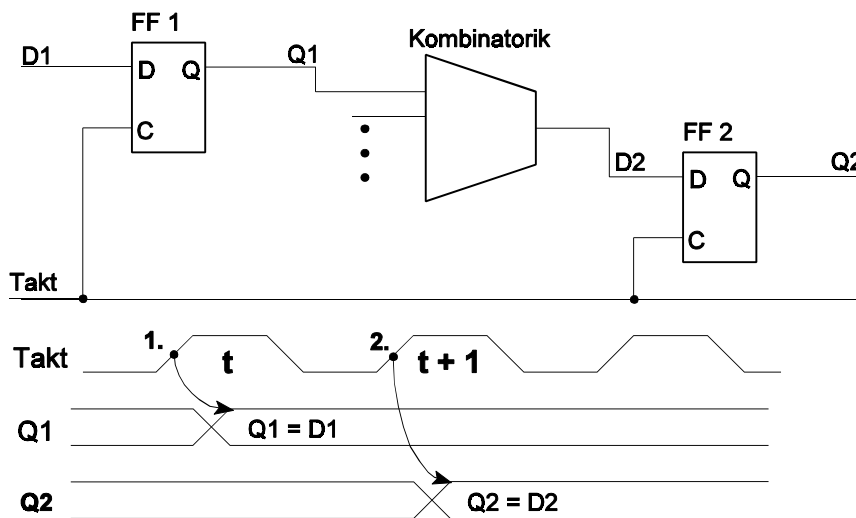 FF 1
D1
D Q
Q1
C
Kombinatorik
FF 2
D2
D Q
Q2
C
Takt
1.
t
2.
t + 1
Takt
Q1
Q1 = D1
Q2
Q2 = D2